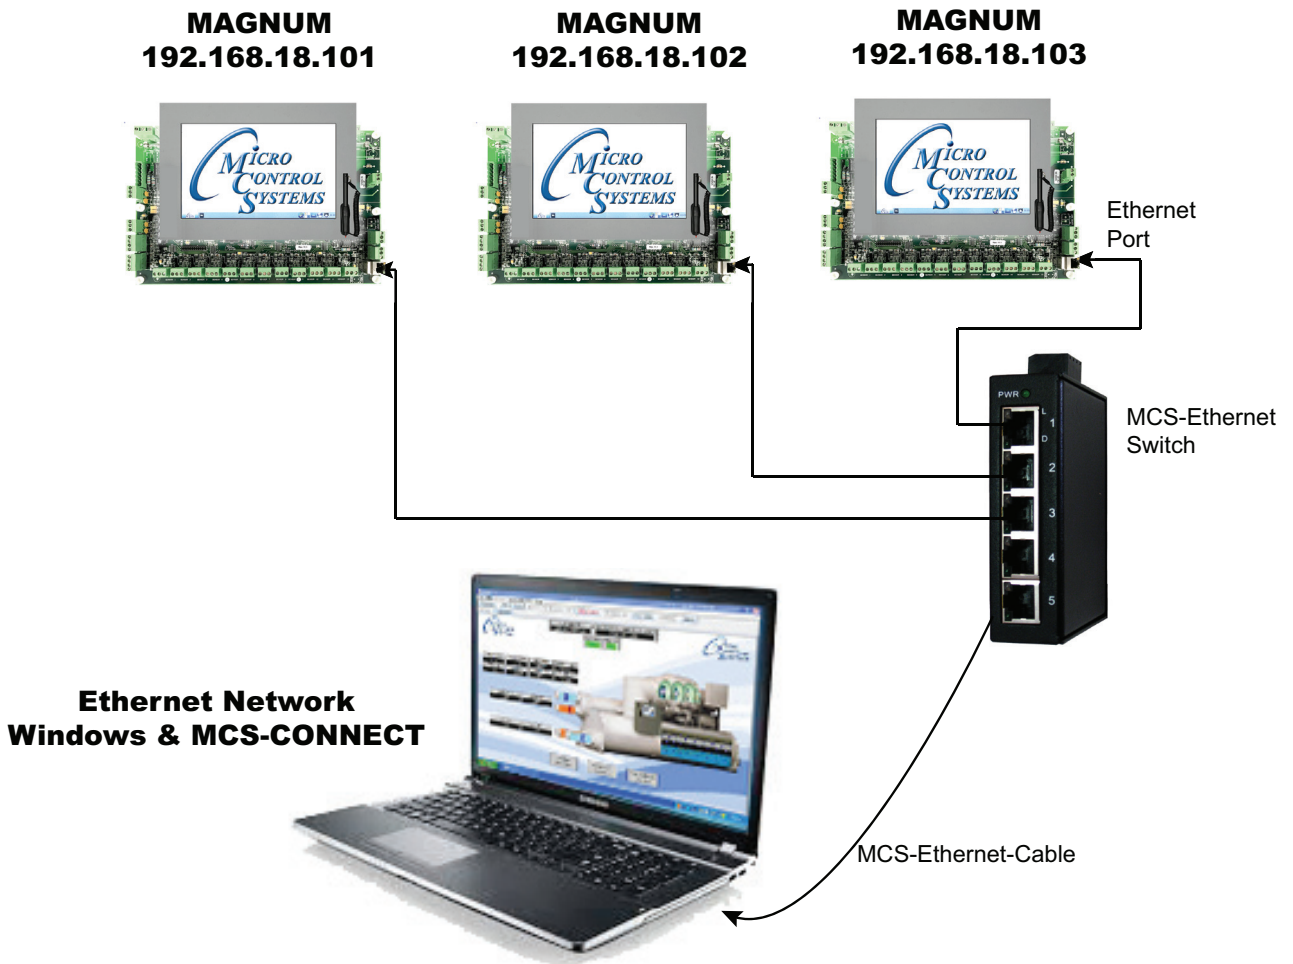 MAGNUM
192.168.18.101
MAGNUM
192.168.18.102
MAGNUM
192.168.18.103
MICRO
CONTROL
SYSTEMS
MICRO
CONTROL
SYSTEMS
MICRO
CONTROL
SYSTEMS
Ethernet
Port
PWR
L
1
D
2
3
4
5
MCS-Ethernet
Switch
Ethernet Network
Windows & MCS-CONNECT
SAMSUNG
MCS-Ethernet-Cable